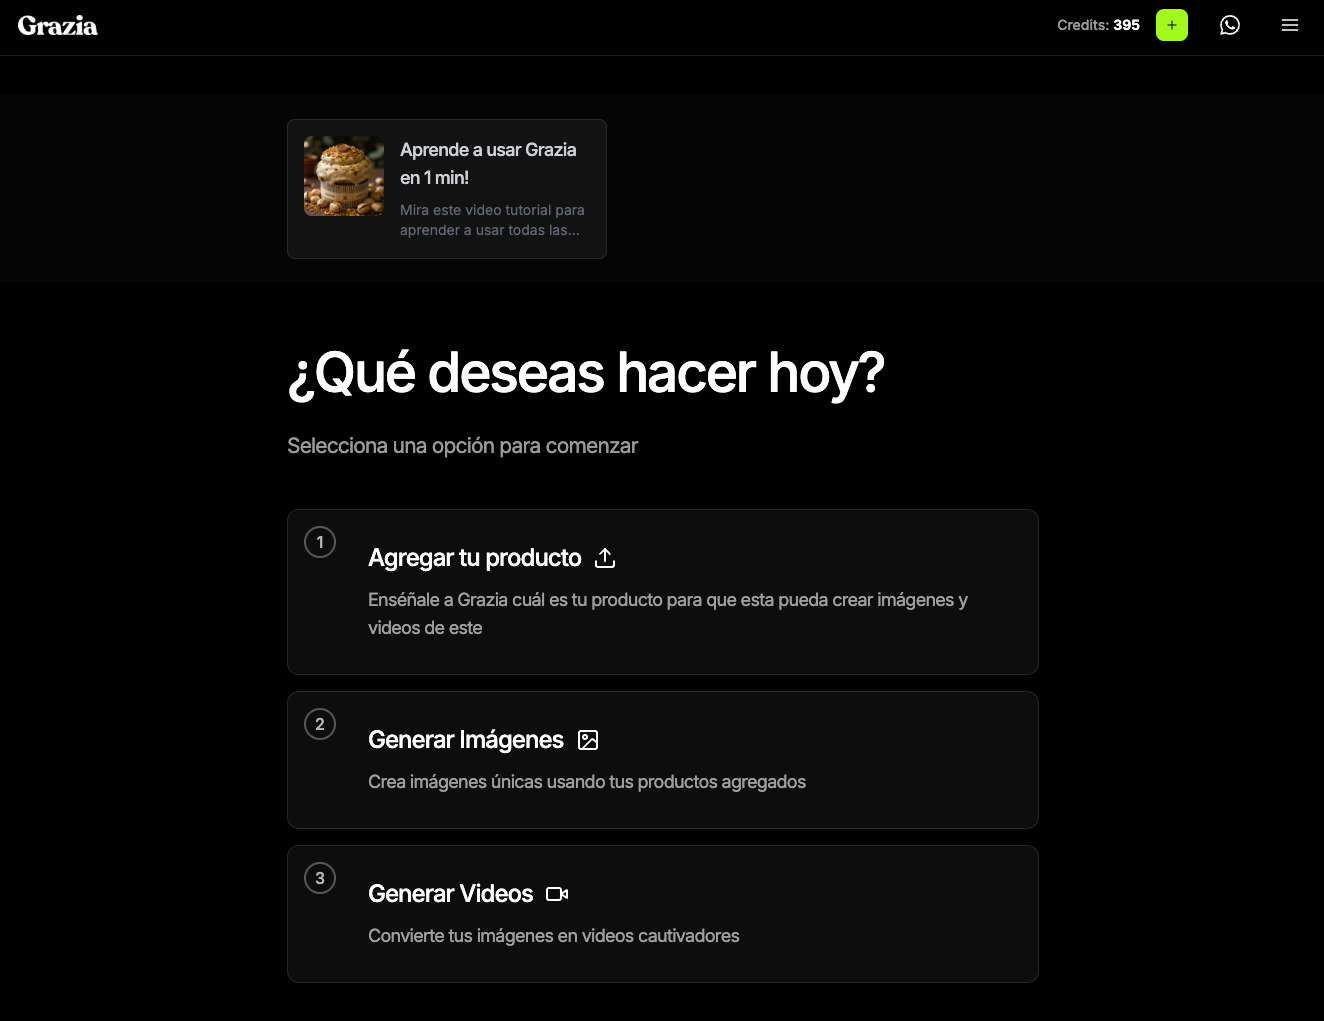 Grazia
Credits: 395
Aprende a usar Grazia
en 1 min!
Mira este video tutorial para
aprender a usar todas las...
¿Qué deseas hacer hoy?
Selecciona una opción para comenzar
1
Agregar tu producto
Enséñale a Grazia cuál es tu producto para que esta pueda crear imágenes y
videos de este
2
Generar Imágenes
Crea imágenes únicas usando tus productos agregados
3
Generar Videos
Convierte tus imágenes en videos cautivadores